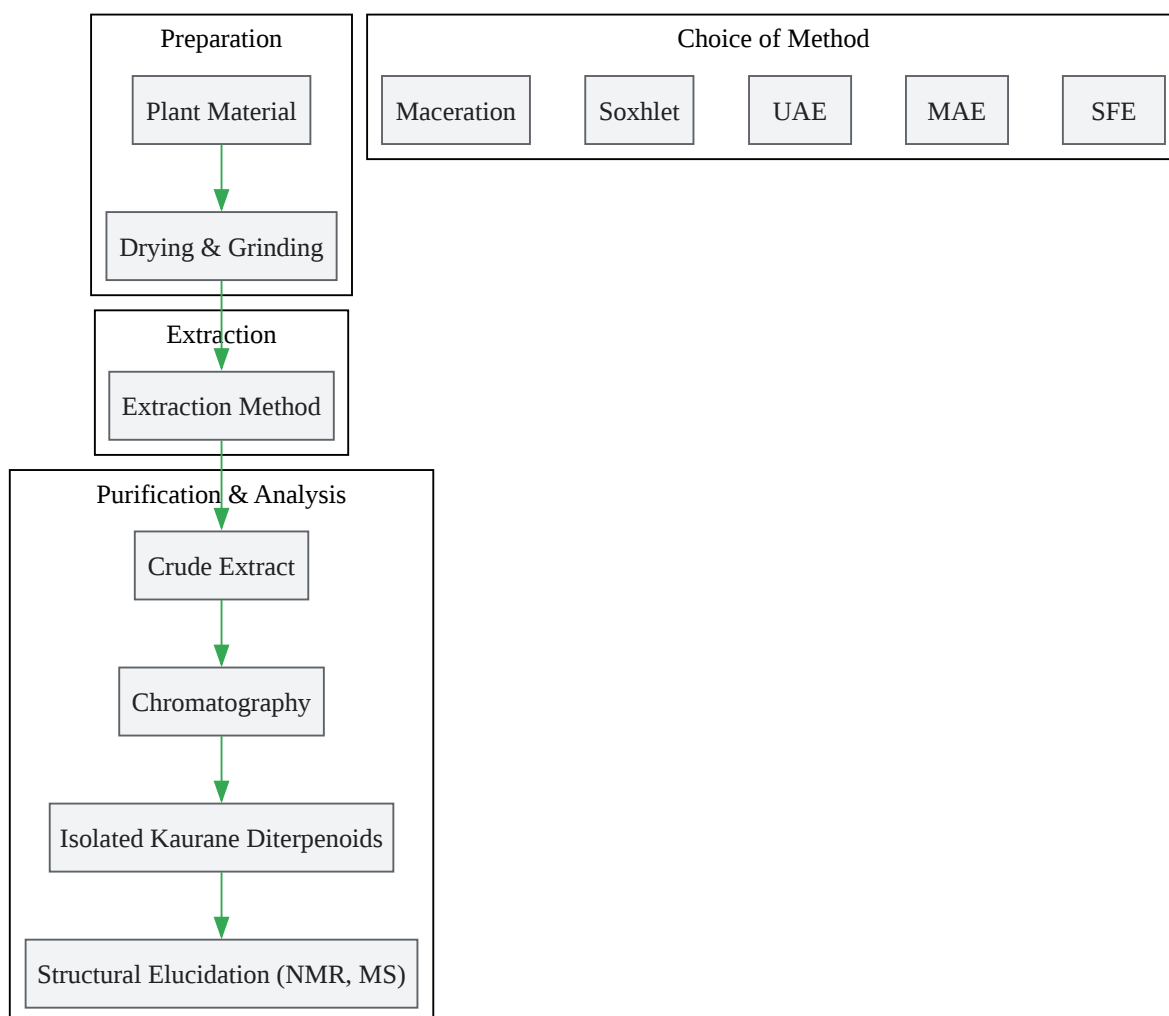 Preparation
Plant Material
Drying & Grinding
Choice of Method
Maceration
Soxhlet
UAE
MAE
SFE
Extraction
Extraction Method
Purification & Analysis
Crude Extract
Chromatography
Isolated Kaurane Diterpenoids
Structural Elucidation (NMR, MS)